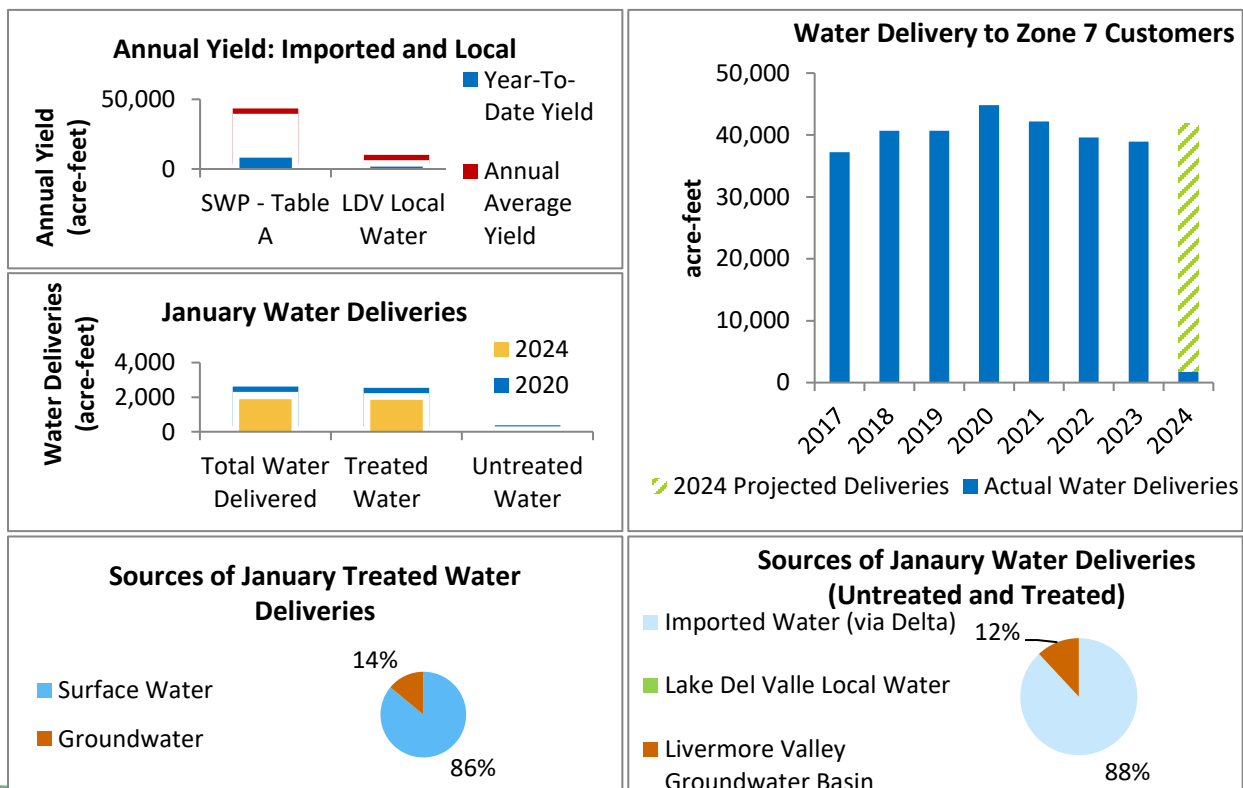 Annual Yield: Imported and Local
Annual Yield
(acre-feet)
50,000
0
SWP - Table
A
LDV Local
Water
Year-To-
Date Yield
Annual
Average
Yield
January Water Deliveries
Water Deliveries
(acre-feet)
4,000
2,000
0
Total Water
Delivered
Treated
Water
Untreated
Water
2024
2020
Water Delivery to Zone 7 Customers
acre-feet
50,000
40,000
30,000
20,000
10,000
0
2017
2018
2019
2020
2021
2022
2023
2024
2024 Projected Deliveries
Actual Water Deliveries
Sources of January Treated Water
Deliveries
Surface Water
Groundwater
14%
86%
Sources of Janaury Water Deliveries
(Untreated and Treated)
Imported Water (via Delta)
Lake Del Valle Local Water
Livermore Valley
Groundwater Basin
12%
88%